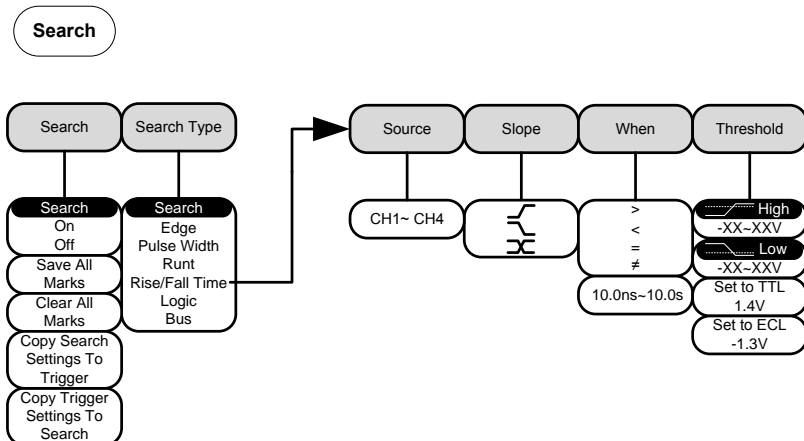 Search
Search
Search Type
Source
Slope
When
Threshold
Search
On
Off
Save All
Marks
Clear All
Marks
Copy Search
Settings To
Trigger
Copy Trigger
Settings To
Search
Search
Edge
Pulse Width
Runt
Rise/Fall Time
Logic
Bus
CH1~ CH4
>
<
=
≠
10.0ns~10.0s
High
-XX~XXV
Low
-XX~XXV
Set to TTL
1.4V
Set to ECL
-1.3V